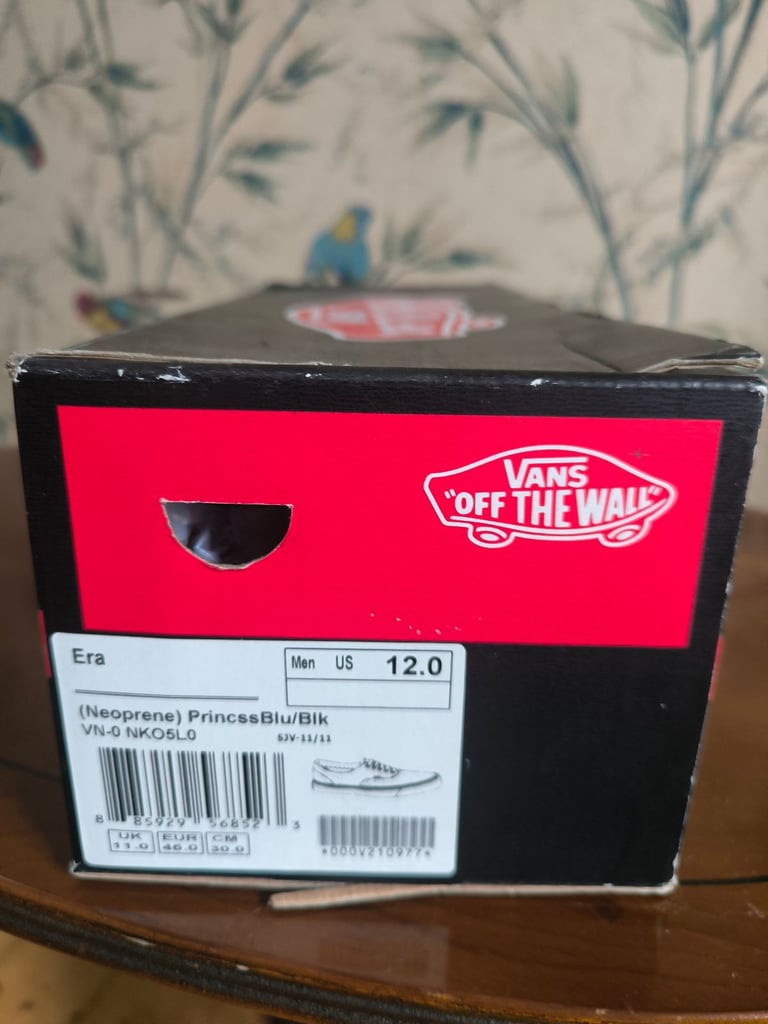 VANS
"OFF THE WALL"
Era
Men US 12.0
(Neoprene) PrincssBlu/Blk
VN-0 NKO5L0
SJV-11/11
8 85929 56852 3
UK EUR CM
11.0 46.0 30.0
*000V210977*